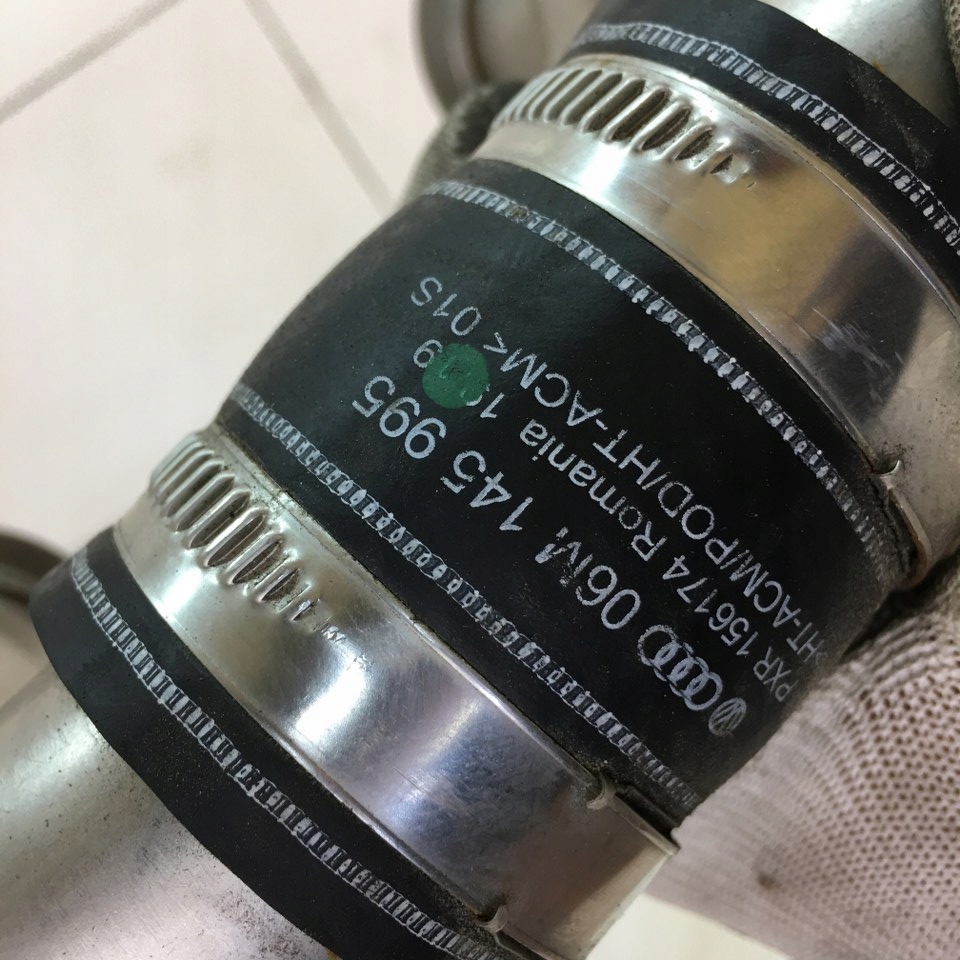 06M 145 995
PXR 156174 Romania
HT-ACM/POD/HT-ACM< 01S